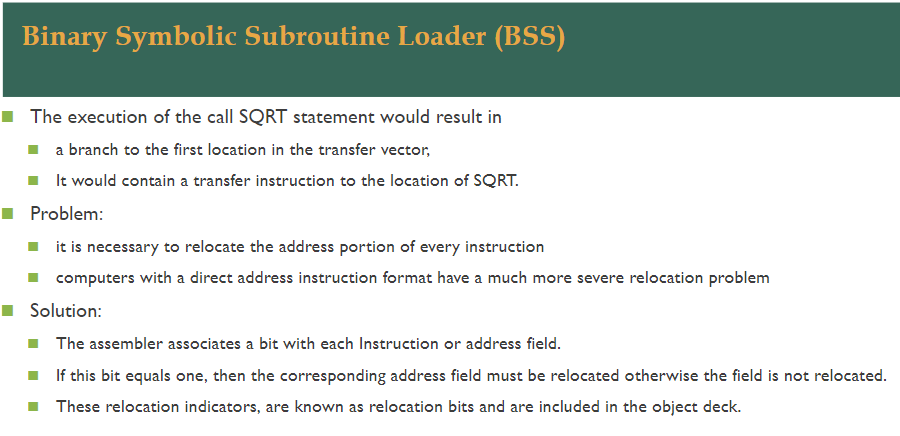 Binary Symbolic Subroutine Loader (BSS)
The execution of the call SQRT statement would result in
a branch to the first location in the transfer vector,
It would contain a transfer instruction to the location of SQRT.
Problem:
it is necessary to relocate the address portion of every instruction
computers with a direct address instruction format have a much more severe relocation problem
Solution:
The assembler associates a bit with each Instruction or address field.
If this bit equals one, then the corresponding address field must be relocated otherwise the field is not relocated.
These relocation indicators, are known as relocation bits and are included in the object deck.